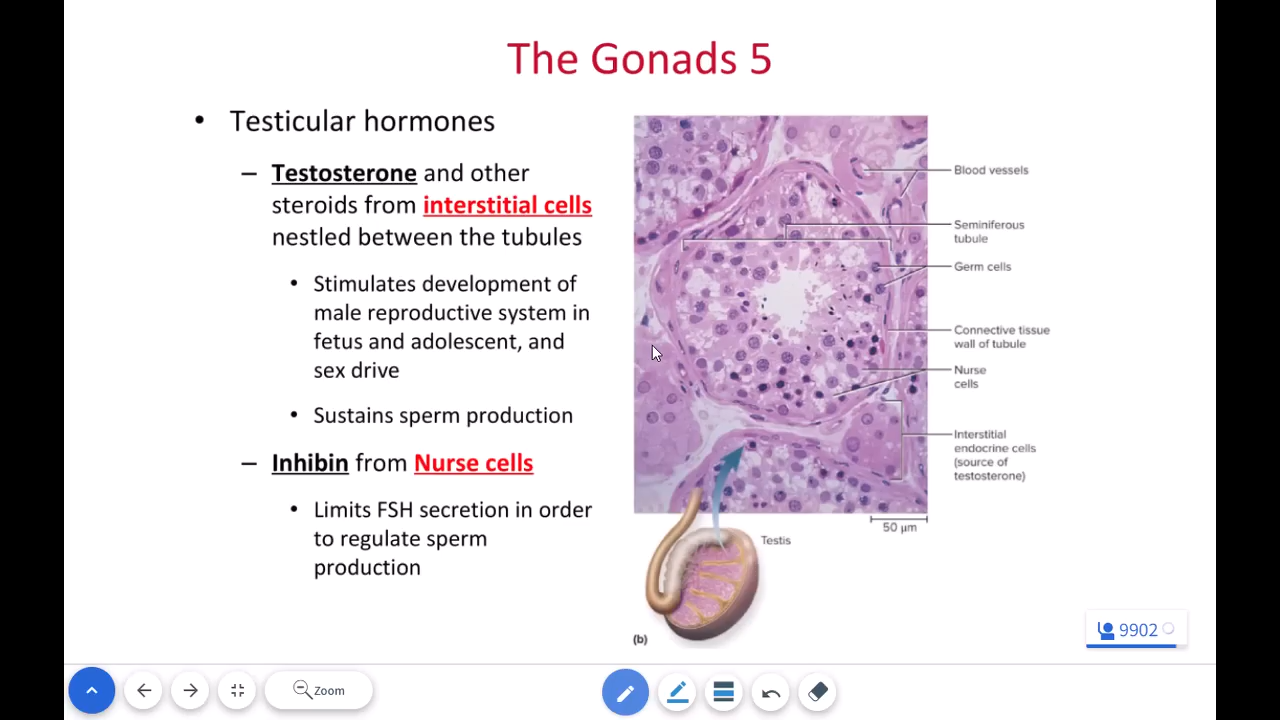 The Gonads 5
• Testicular hormones
– Testosterone and other
steroids from interstitial cells
nestled between the tubules
• Stimulates development of
male reproductive system in
fetus and adolescent, and
sex drive
• Sustains sperm production
– Inhibin from Nurse cells
• Limits FSH secretion in order
to regulate sperm
production
Blood vessels
Seminiferous
tubule
Germ cells
Connective tissue
wall of tubule
Nurse
cells
Interstitial
endocrine cells
(source of
testosterone)
50 µm
Testis
(b)
9902
Zoom